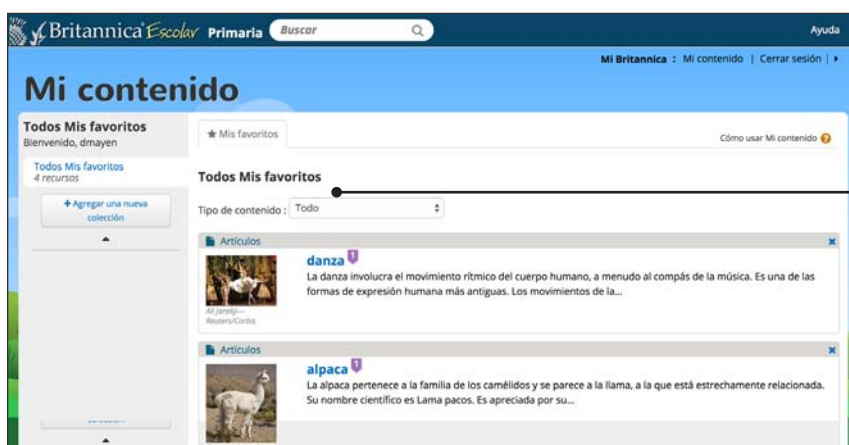 Britannica Escolar Primaria Buscar Ayuda
Mi Britannica : Mi contenido | Cerrar sesión |
Mi contenido
Todos Mis favoritos
Bienvenido, dmayen
Todos Mis favoritos
4 recursos
+ Agregar una nueva
colección
Mis favoritos
Cómo usar Mi contenido ?
Todos Mis favoritos
Tipo de contenido : Todo
Artículos
danza 1
La danza involucra el movimiento rítmico del cuerpo humano, a menudo al compás de la música. Es una de las
formas de expresión humana más antiguas. Los movimientos de la...
Ali Jarekji—
Reuters/Corbis
Artículos
alpaca 1
La alpaca pertenece a la familia de los camélidos y se parece a la llama, a la que está estrechamente relacionada.
Su nombre científico es Lama pacos. Es apreciada por su...